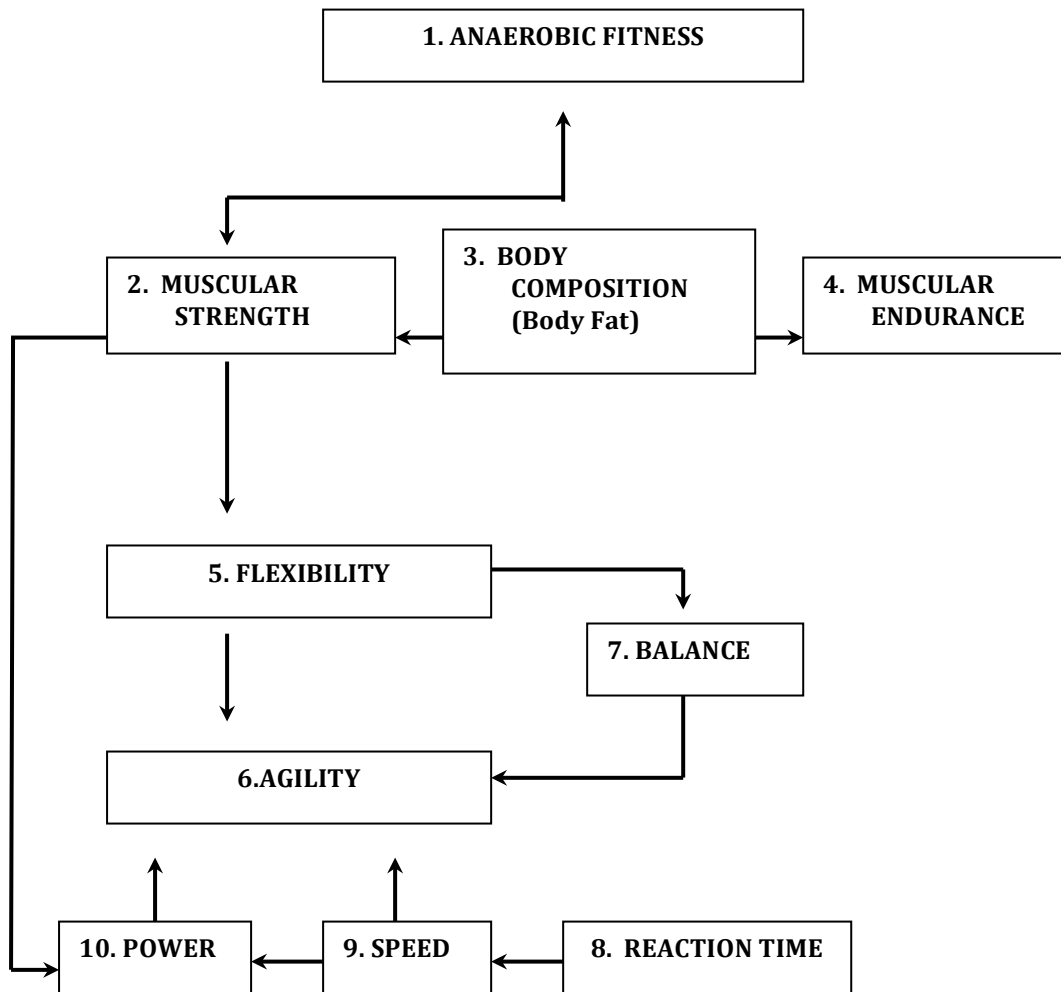 1. ANAEROBIC FITNESS
2. MUSCULAR
STRENGTH
3. BODY
COMPOSITION
(Body Fat)
4. MUSCULAR
ENDURANCE
5. FLEXIBILITY
7. BALANCE
6.AGILITY
10. POWER
9. SPEED
8. REACTION TIME